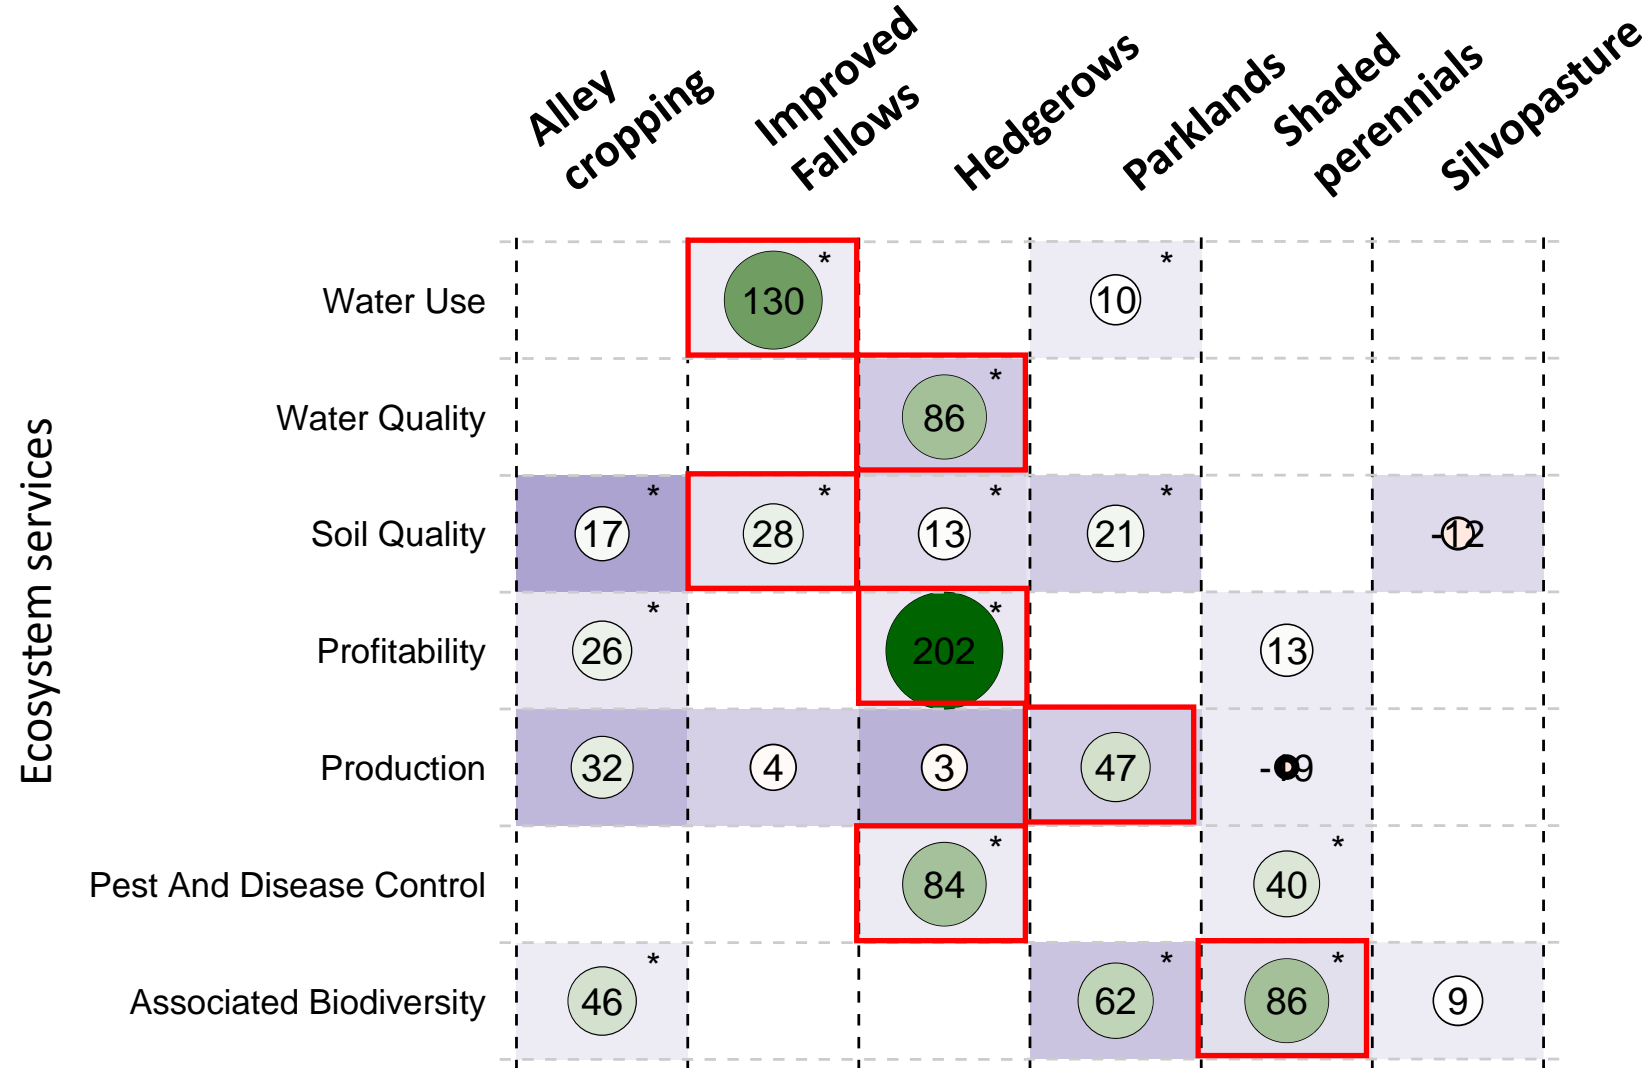 Alley
cropping
Improved
Fallows
Hedgerows
Parklands
Shaded
perennials
Silvopasture
Ecosystem services
Water Use
130 *
10 *
Water Quality
86 *
Soil Quality
17 *
28 *
13 *
21 *
-12
Profitability
26 *
202 *
13
Production
32
4
3
47
Pest And Disease Control
84 *
40 *
Associated Biodiversity
46 *
62 *
86 *
9